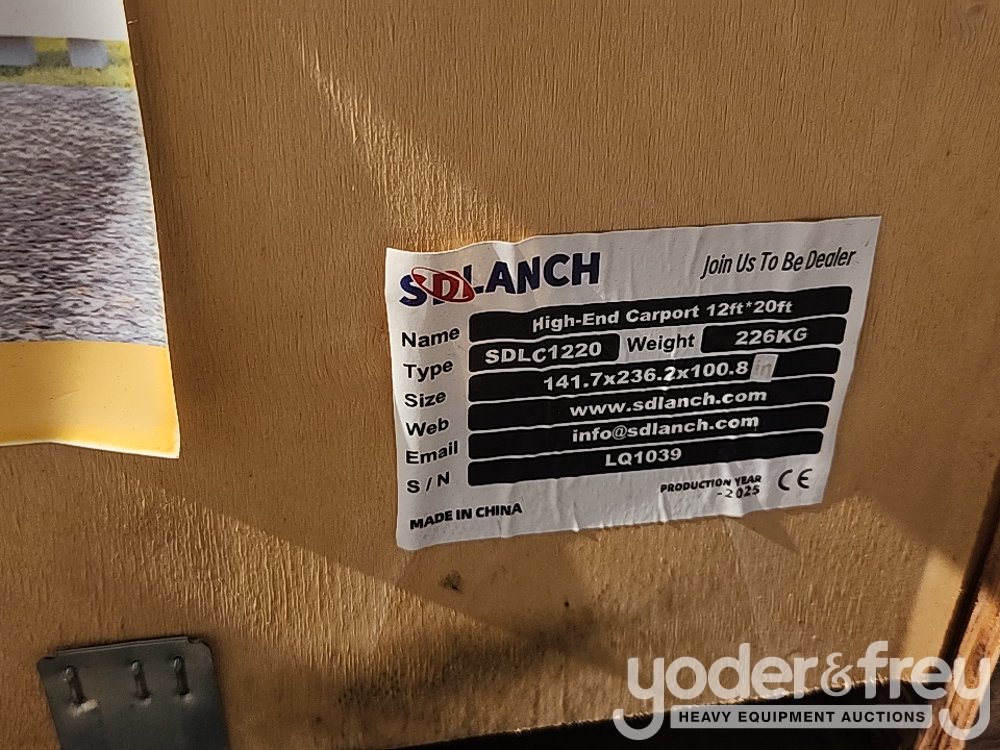 SDLANCH
Join Us To Be Dealer
Name High-End Carport 12ft*20ft
Type SDLC1220 Weight 226KG
Size 141.7x236.2x100.8 in
Web www.sdlanch.com
Email info@sdlanch.com
S / N LQ1039
MADE IN CHINA
PRODUCTION YEAR
-2025
CE
yoder&frey
HEAVY EQUIPMENT AUCTIONS